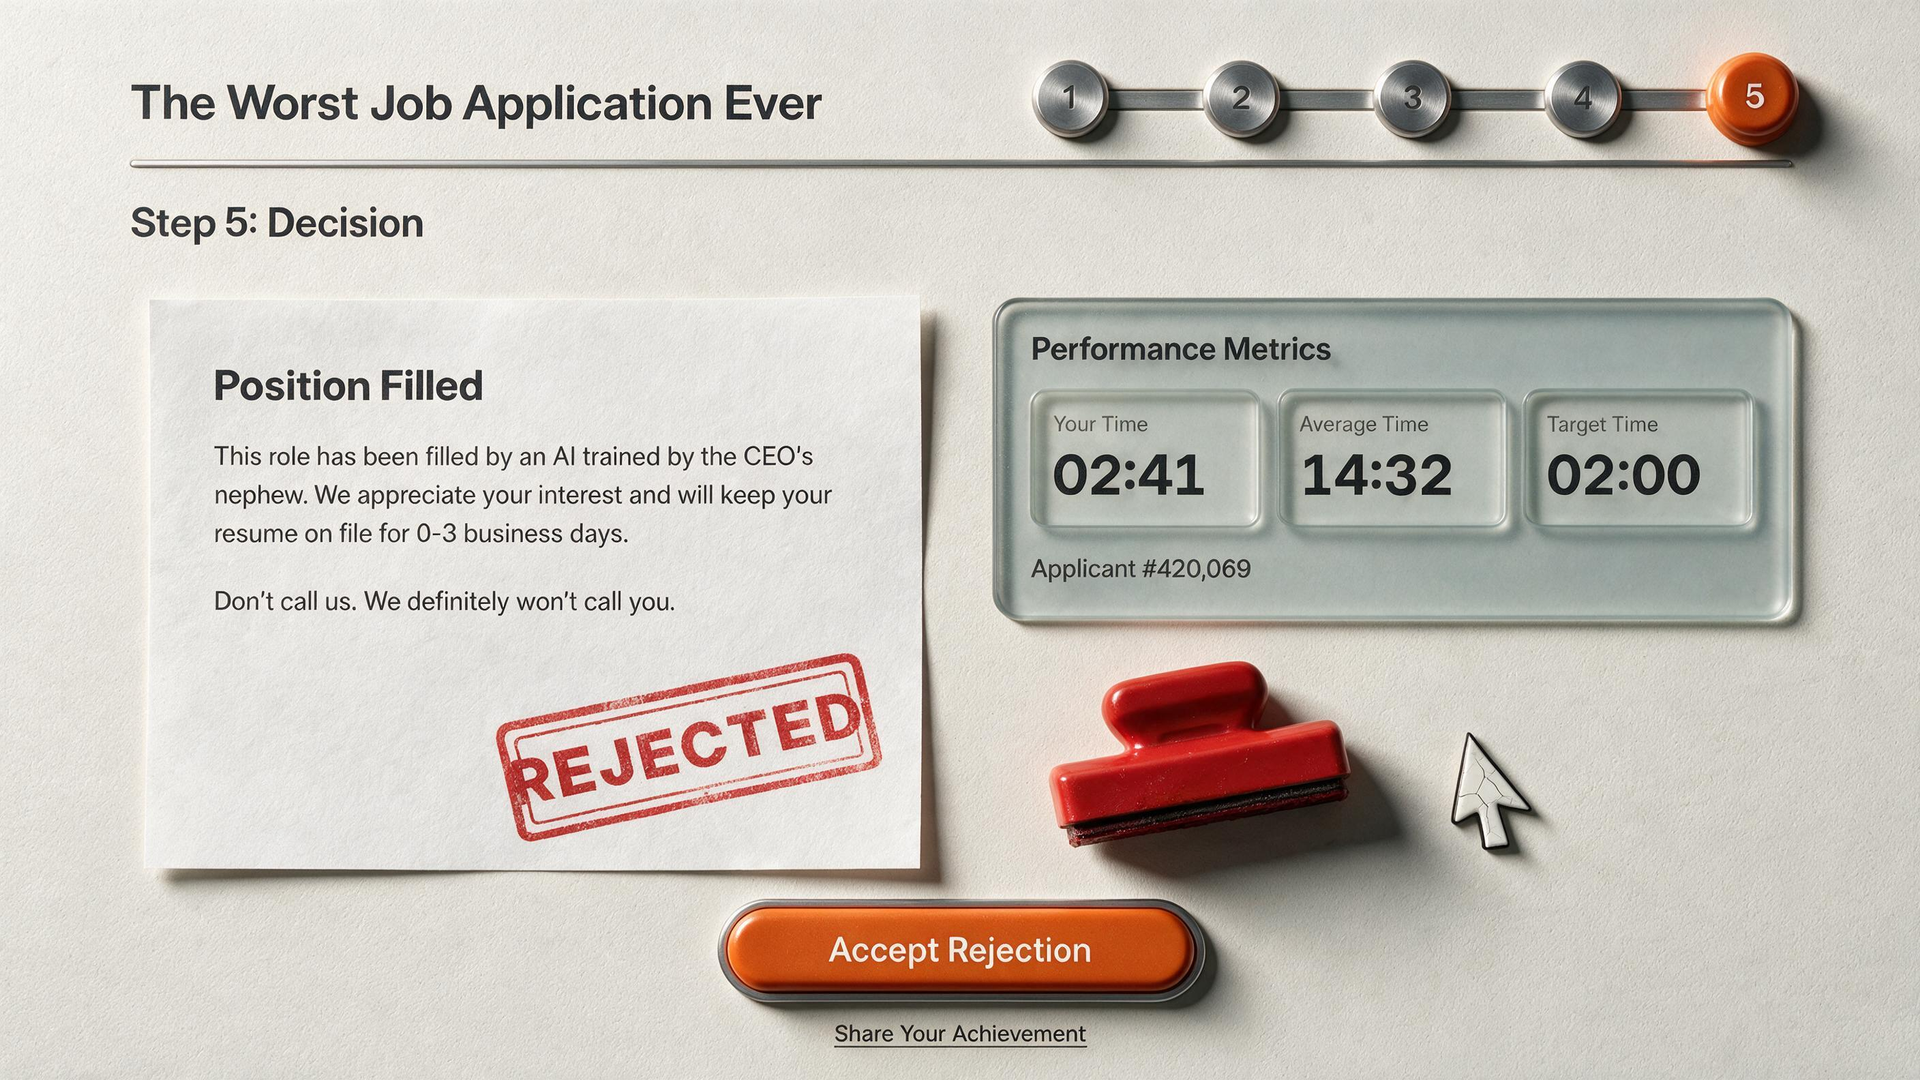 The Worst Job Application Ever
1 2 3 4 5
Step 5: Decision
Position Filled
This role has been filled by an AI trained by the CEO's
nephew. We appreciate your interest and will keep your
resume on file for 0-3 business days.
Don't call us. We definitely won't call you.
REJECTED
Performance Metrics
Your Time
02:41
Average Time
14:32
Target Time
02:00
Applicant #420,069
Accept Rejection
Share Your Achievement